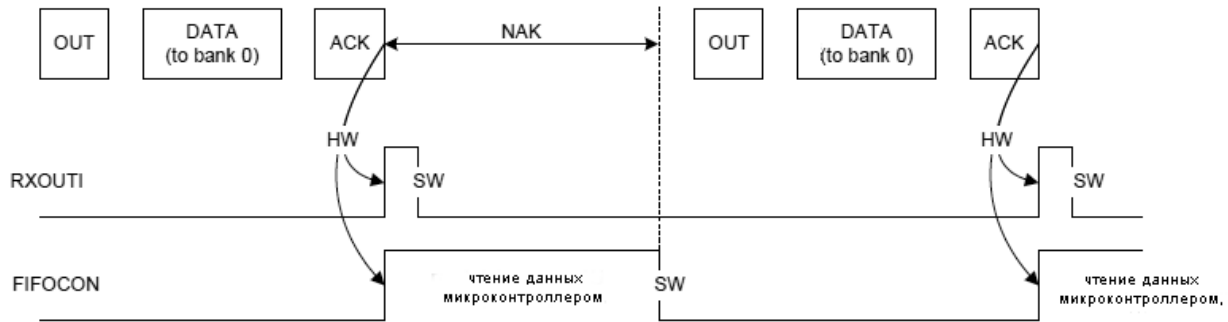 OUT
DATA
(to bank 0)
ACK
NAK
OUT
DATA
(to bank 0)
ACK
HW
HW
RXOUTI
SW
SW
FIFOCON
чтение данных
микроконтроллером
SW
чтение данных
микроконтроллером,